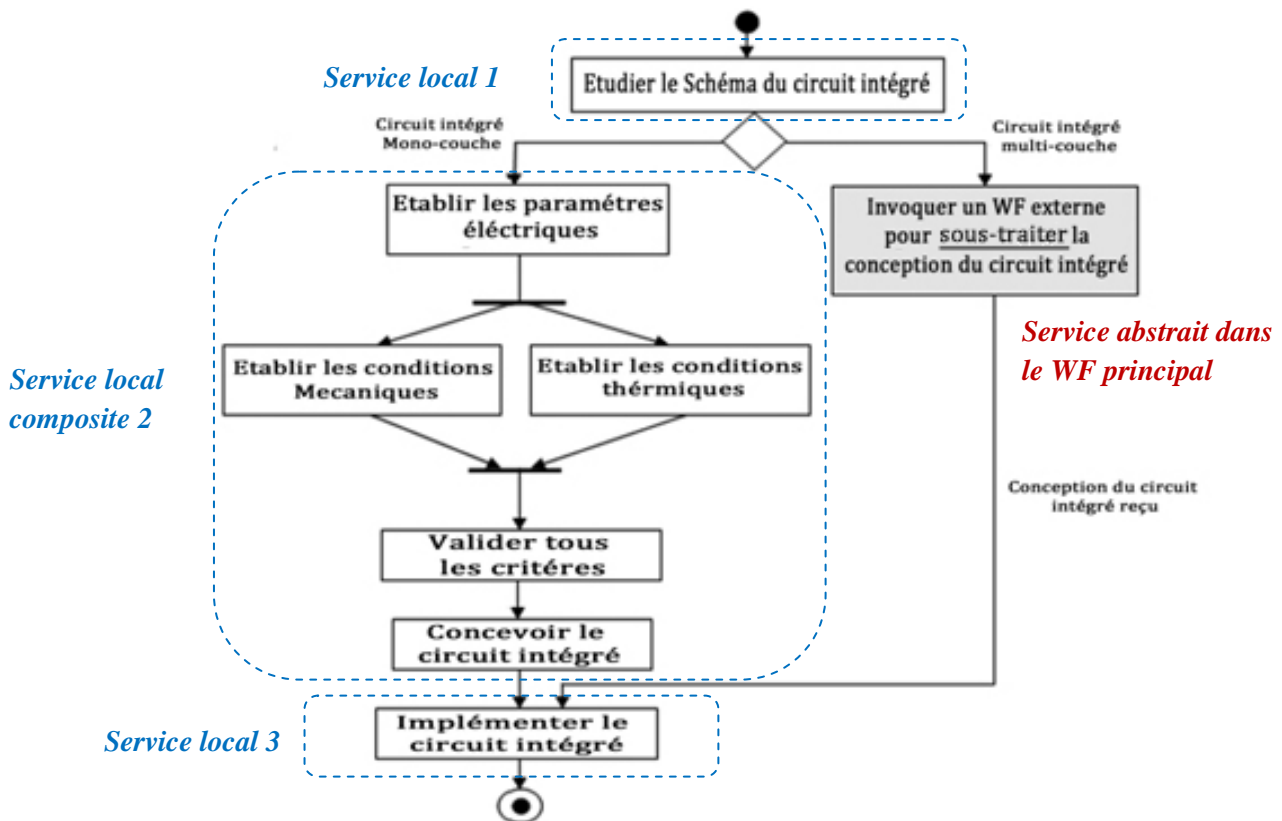 Service local 1
Etudier le Schéma du circuit intégré
Circuit intégré
Mono-couche
Circuit intégré
multi-couche
Etablir les paramétres
éléctriques
Invoquer un WF externe
pour sous-traiter la
conception du circuit intégré
Service abstrait dans
le WF principal
Service local
composite 2
Etablir les conditions
Mecaniques
Etablir les conditions
thérmiques
Conception du circuit
intégré reçu
Valider tous
les critéres
Concevoir le
circuit intégré
Service local 3
Implémenter le
circuit intégré